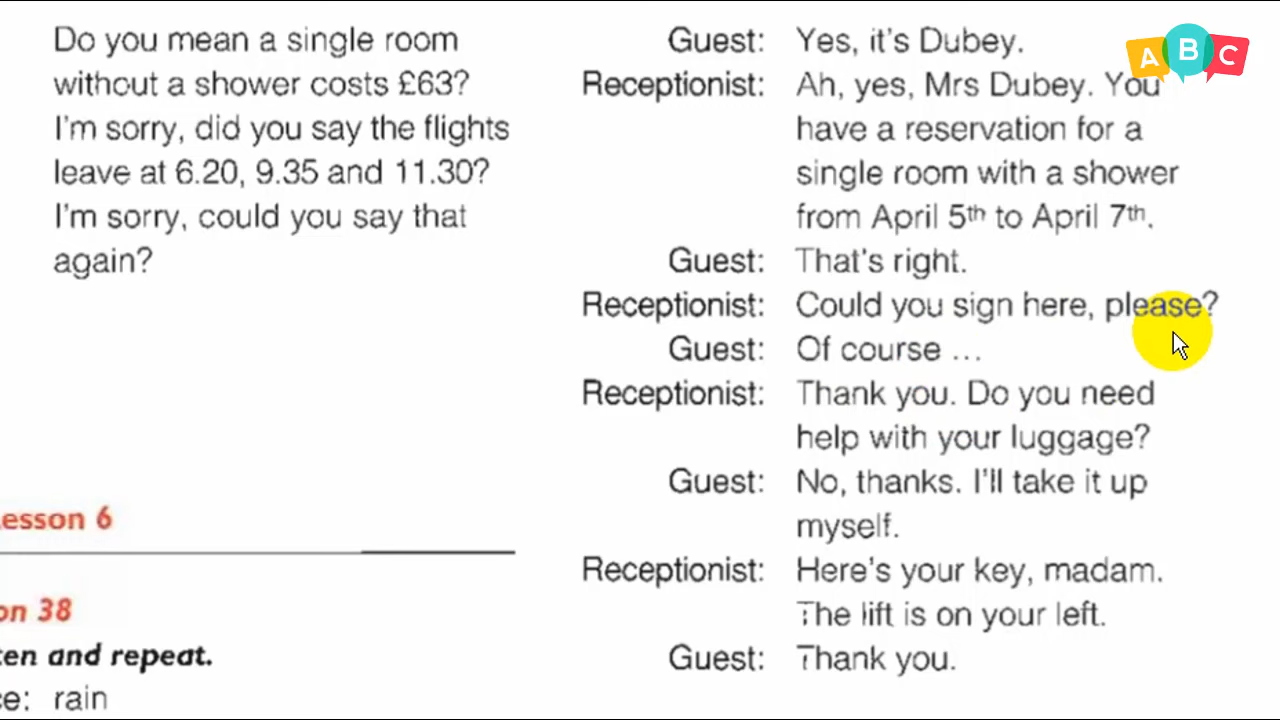 Do you mean a single room
without a shower costs £63?
I'm sorry, did you say the flights
leave at 6.20, 9.35 and 11.30?
I'm sorry, could you say that
again?
esson 6
on 38
ten and repeat.
ce: rain
Guest: Yes, it's Dubey.
Receptionist: Ah, yes, Mrs Dubey. You
have a reservation for a
single room with a shower
from April 5th to April 7th.
Guest: That's right.
Receptionist: Could you sign here, please?
Guest: Of course ...
Receptionist: Thank you. Do you need
help with your luggage?
Guest: No, thanks. I'll take it up
myself.
Receptionist: Here's your key, madam.
The lift is on your left.
Guest: Thank you.
A B C